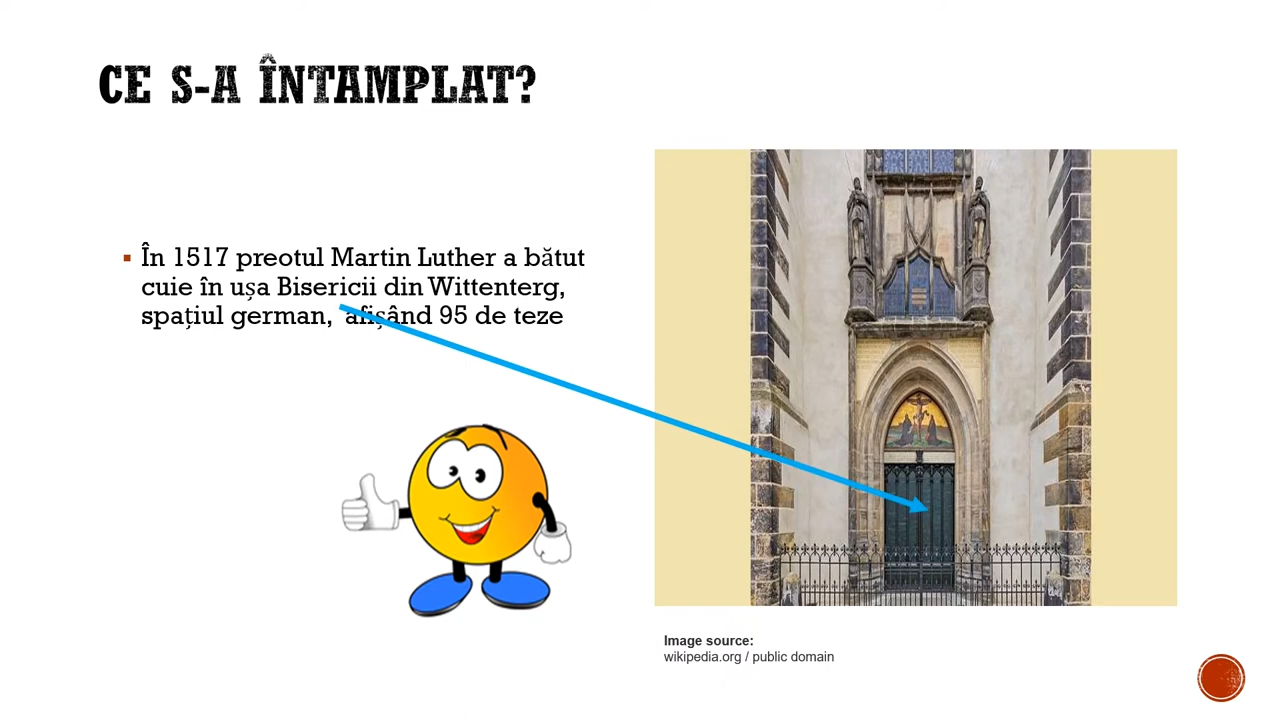 CE S-A ÎNTAMPLAT?
▪ În 1517 preotul Martin Luther a bătut
cuie în ușa Bisericii din Wittenterg,
spațiul german, afișând 95 de teze
Image source:
wikipedia.org / public domain